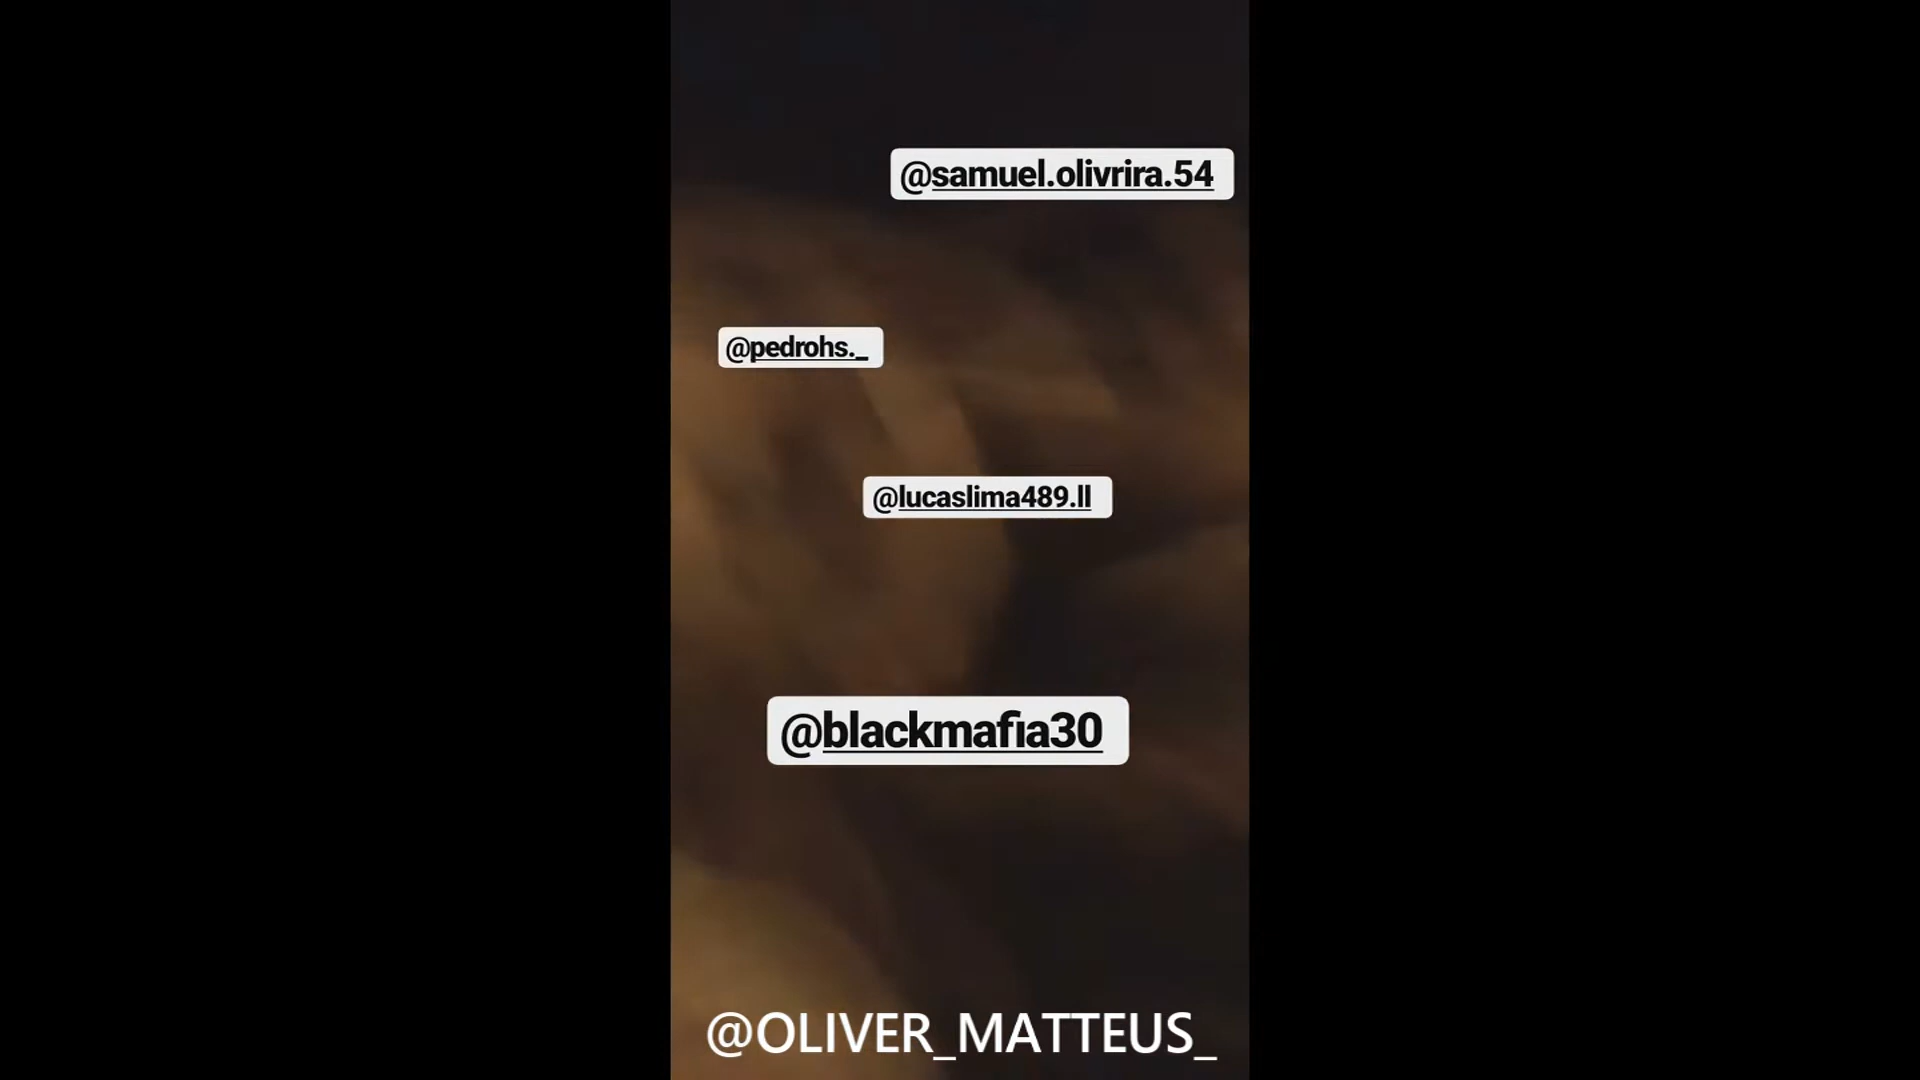 @samuel.olivrira.54
@pedrohs._
@lucaslima489.ll
@blackmafia30
@OLIVER_MATTEUS_